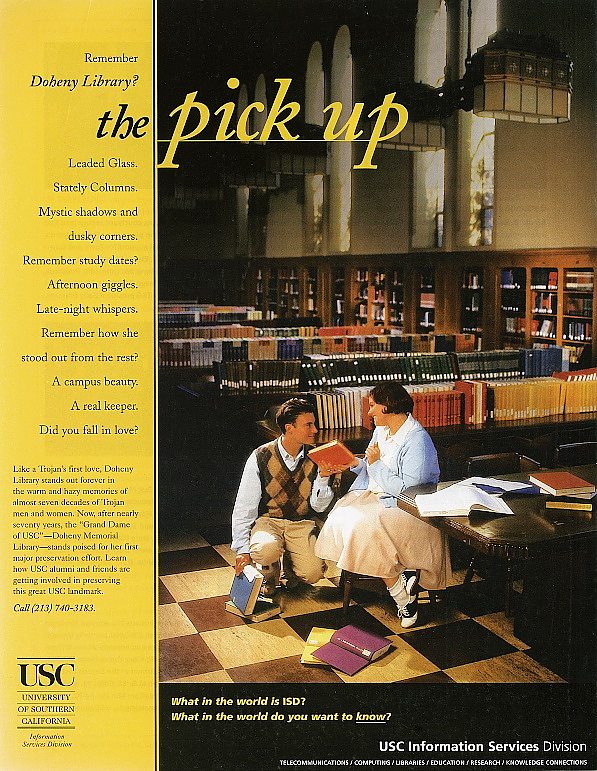 Remember
Doheny Library?
the pick up
Leaded Glass.
Stately Columns.
Mystic shadows and
dusky corners.
Remember study dates?
Afternoon giggles.
Late-night whispers.
Remember how she
stood out from the rest?
A campus beauty.
A real keeper.
Did you fall in love?
Like a Trojan's first love, Doheny
Library stands out forever in
the warm and hazy memories of
almost seven decades of Trojan
men and women. Now, after nearly
seventy years, the "Grand Dame
of USC"—Doheny Memorial
Library—stands poised for her first
major preservation effort. Learn
how USC alumni and friends are
getting involved in preserving
this great USC landmark.
Call (213) 740-3183.
USC
UNIVERSITY
OF SOUTHERN
CALIFORNIA
Information
Services Division
What in the world is ISD?
What in the world do you want to know?
USC Information Services Division
TELECOMMUNICATIONS / COMPUTING / LIBRARIES / EDUCATION / RESEARCH / KNOWLEDGE CONNECTIONS